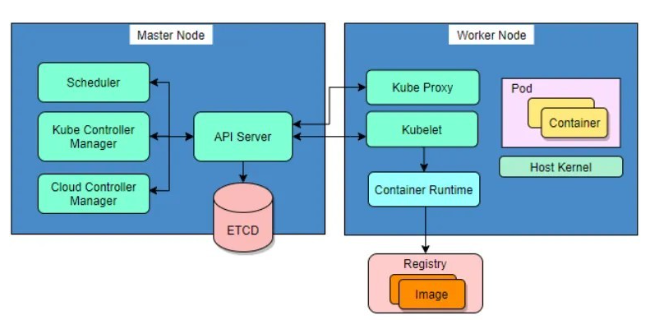 Master Node
Scheduler
Kube Controller
Manager
Cloud Controller
Manager
API Server
ETCD
Worker Node
Kube Proxy
Kubelet
Container Runtime
Pod
Container
Host Kernel
Registry
Image